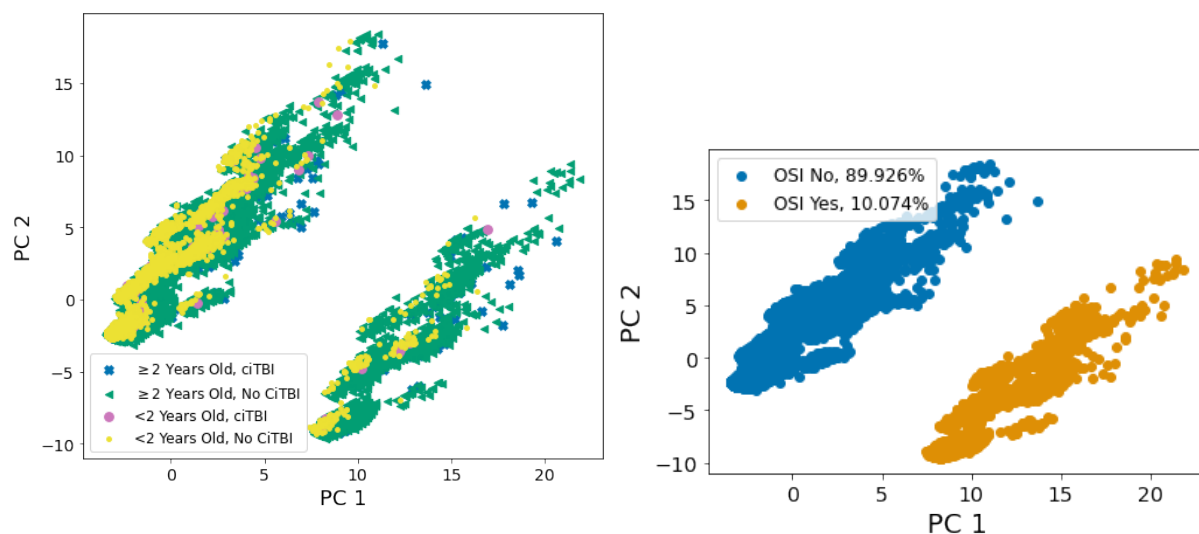 15
10
5
0
−5
−10
PC 2
≥2 Years Old, ciTBI
≥2 Years Old, No CiTBI
<2 Years Old, ciTBI
<2 Years Old, No CiTBI
0 5 10 15 20
PC 1
OSI No, 89.926%
OSI Yes, 10.074%
15
10
5
0
−5
−10
PC 2
0 5 10 15 20
PC 1